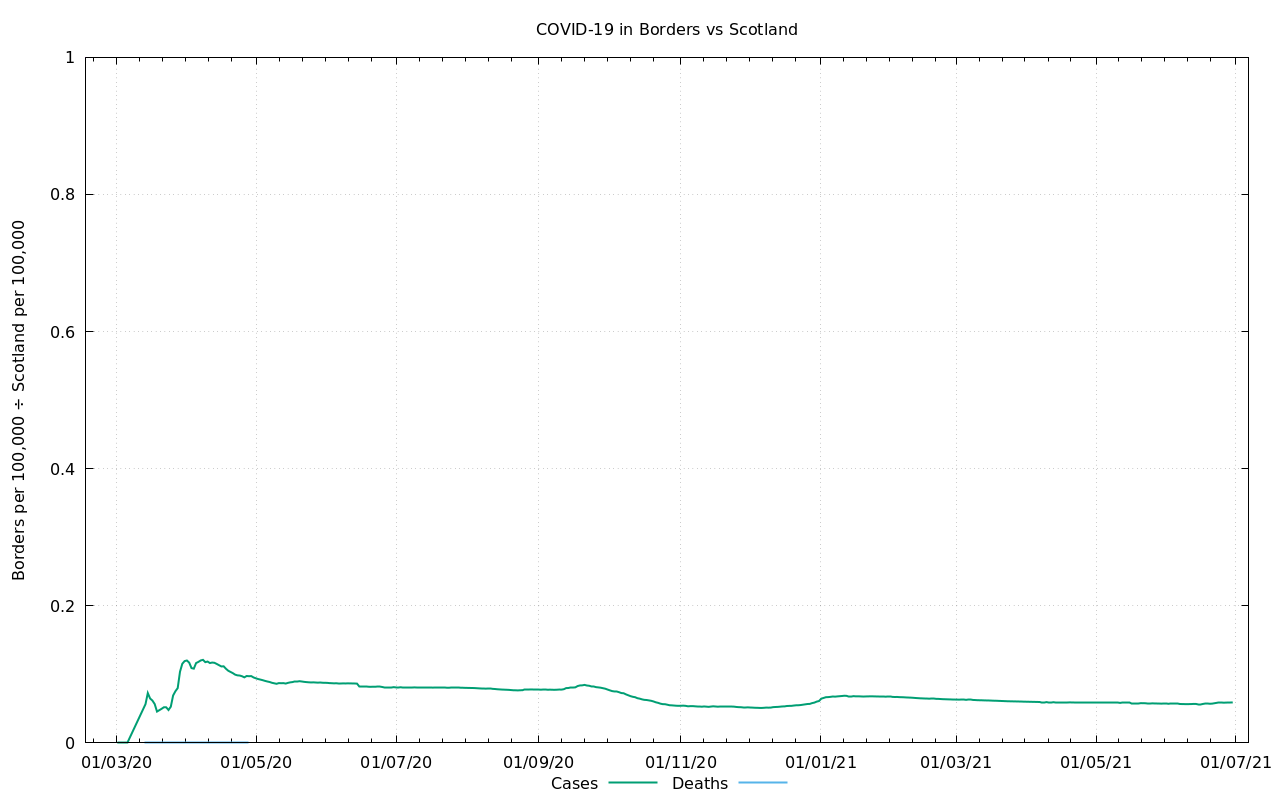 COVID-19 in Borders vs Scotland
Borders per 100,000 ÷ Scotland per 100,000
1
0.8
0.6
0.4
0.2
0
01/03/20 01/05/20 01/07/20 01/09/20 01/11/20 01/01/21 01/03/21 01/05/21 01/07/21
Cases Deaths